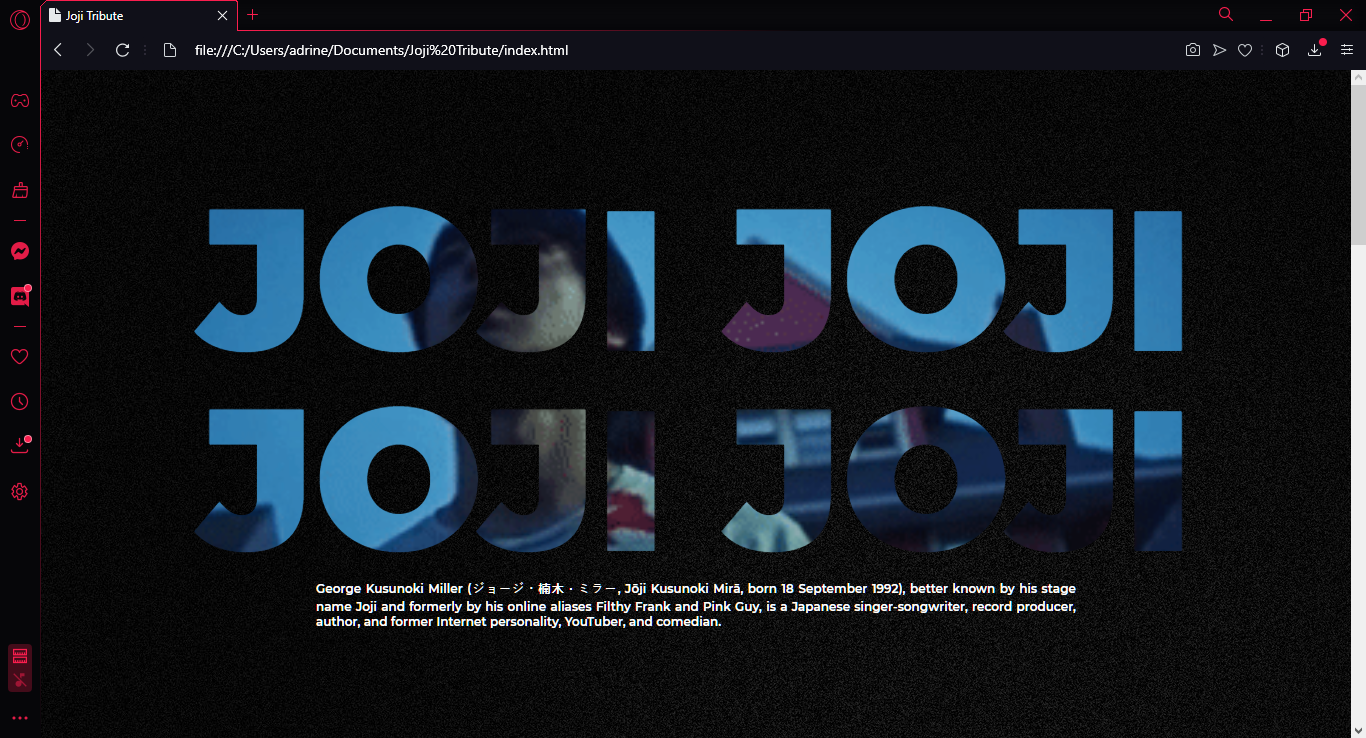 Joji Tribute
file:///C:/Users/adrine/Documents/Joji%20Tribute/index.html
JOJI JOJI
JOJI JOJI
George Kusunoki Miller (ジョージ・楠木・ミラー, Jōji Kusunoki Mirā, born 18 September 1992), better known by his stage
name Joji and formerly by his online aliases Filthy Frank and Pink Guy, is a Japanese singer-songwriter, record producer,
author, and former Internet personality, YouTuber, and comedian.